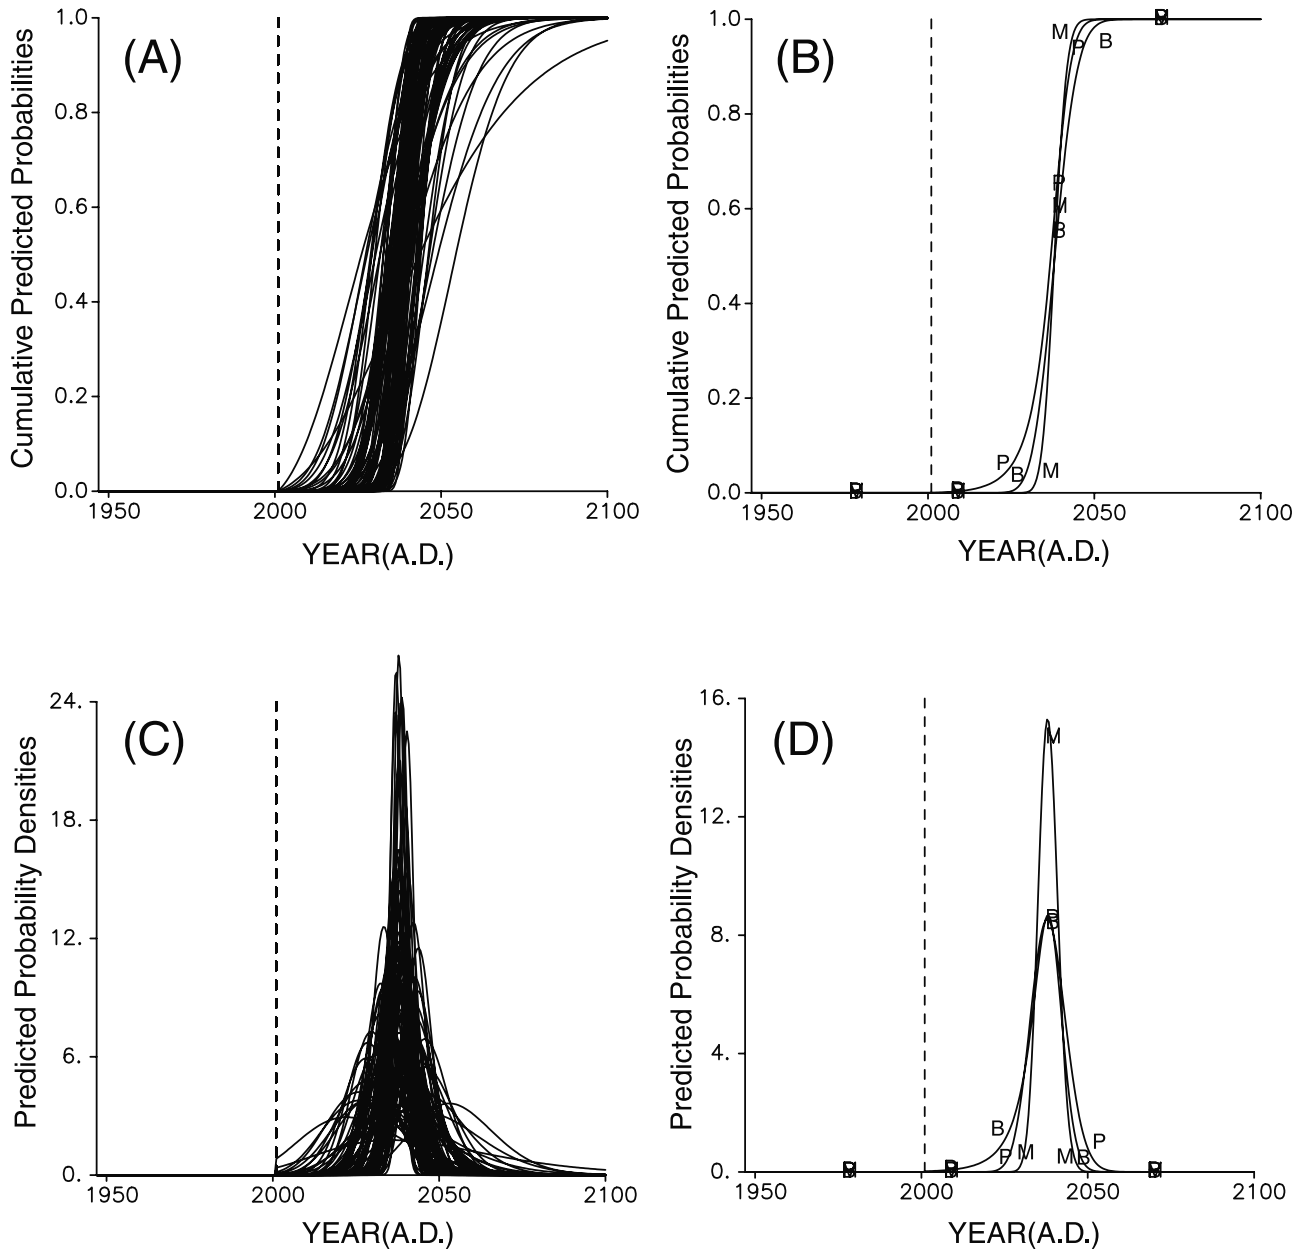 (A)
Cumulative Predicted Probabilities
1.0
0.8
0.6
0.4
0.2
0.0
1950 2000 2050 2100
YEAR(A.D.)
(B)
Cumulative Predicted Probabilities
1.0
0.8
0.6
0.4
0.2
0.0
M
P
B
P
M
B
P
B
M
1950 2000 2050 2100
YEAR(A.D.)
(C)
Predicted Probability Densities
24.
18.
12.
6.
0.
1950 2000 2050 2100
YEAR(A.D.)
(D)
Predicted Probability Densities
16.
12.
8.
4.
0.
M
B
P
P
M
M
B
1950 2000 2050 2100
YEAR(A.D.)